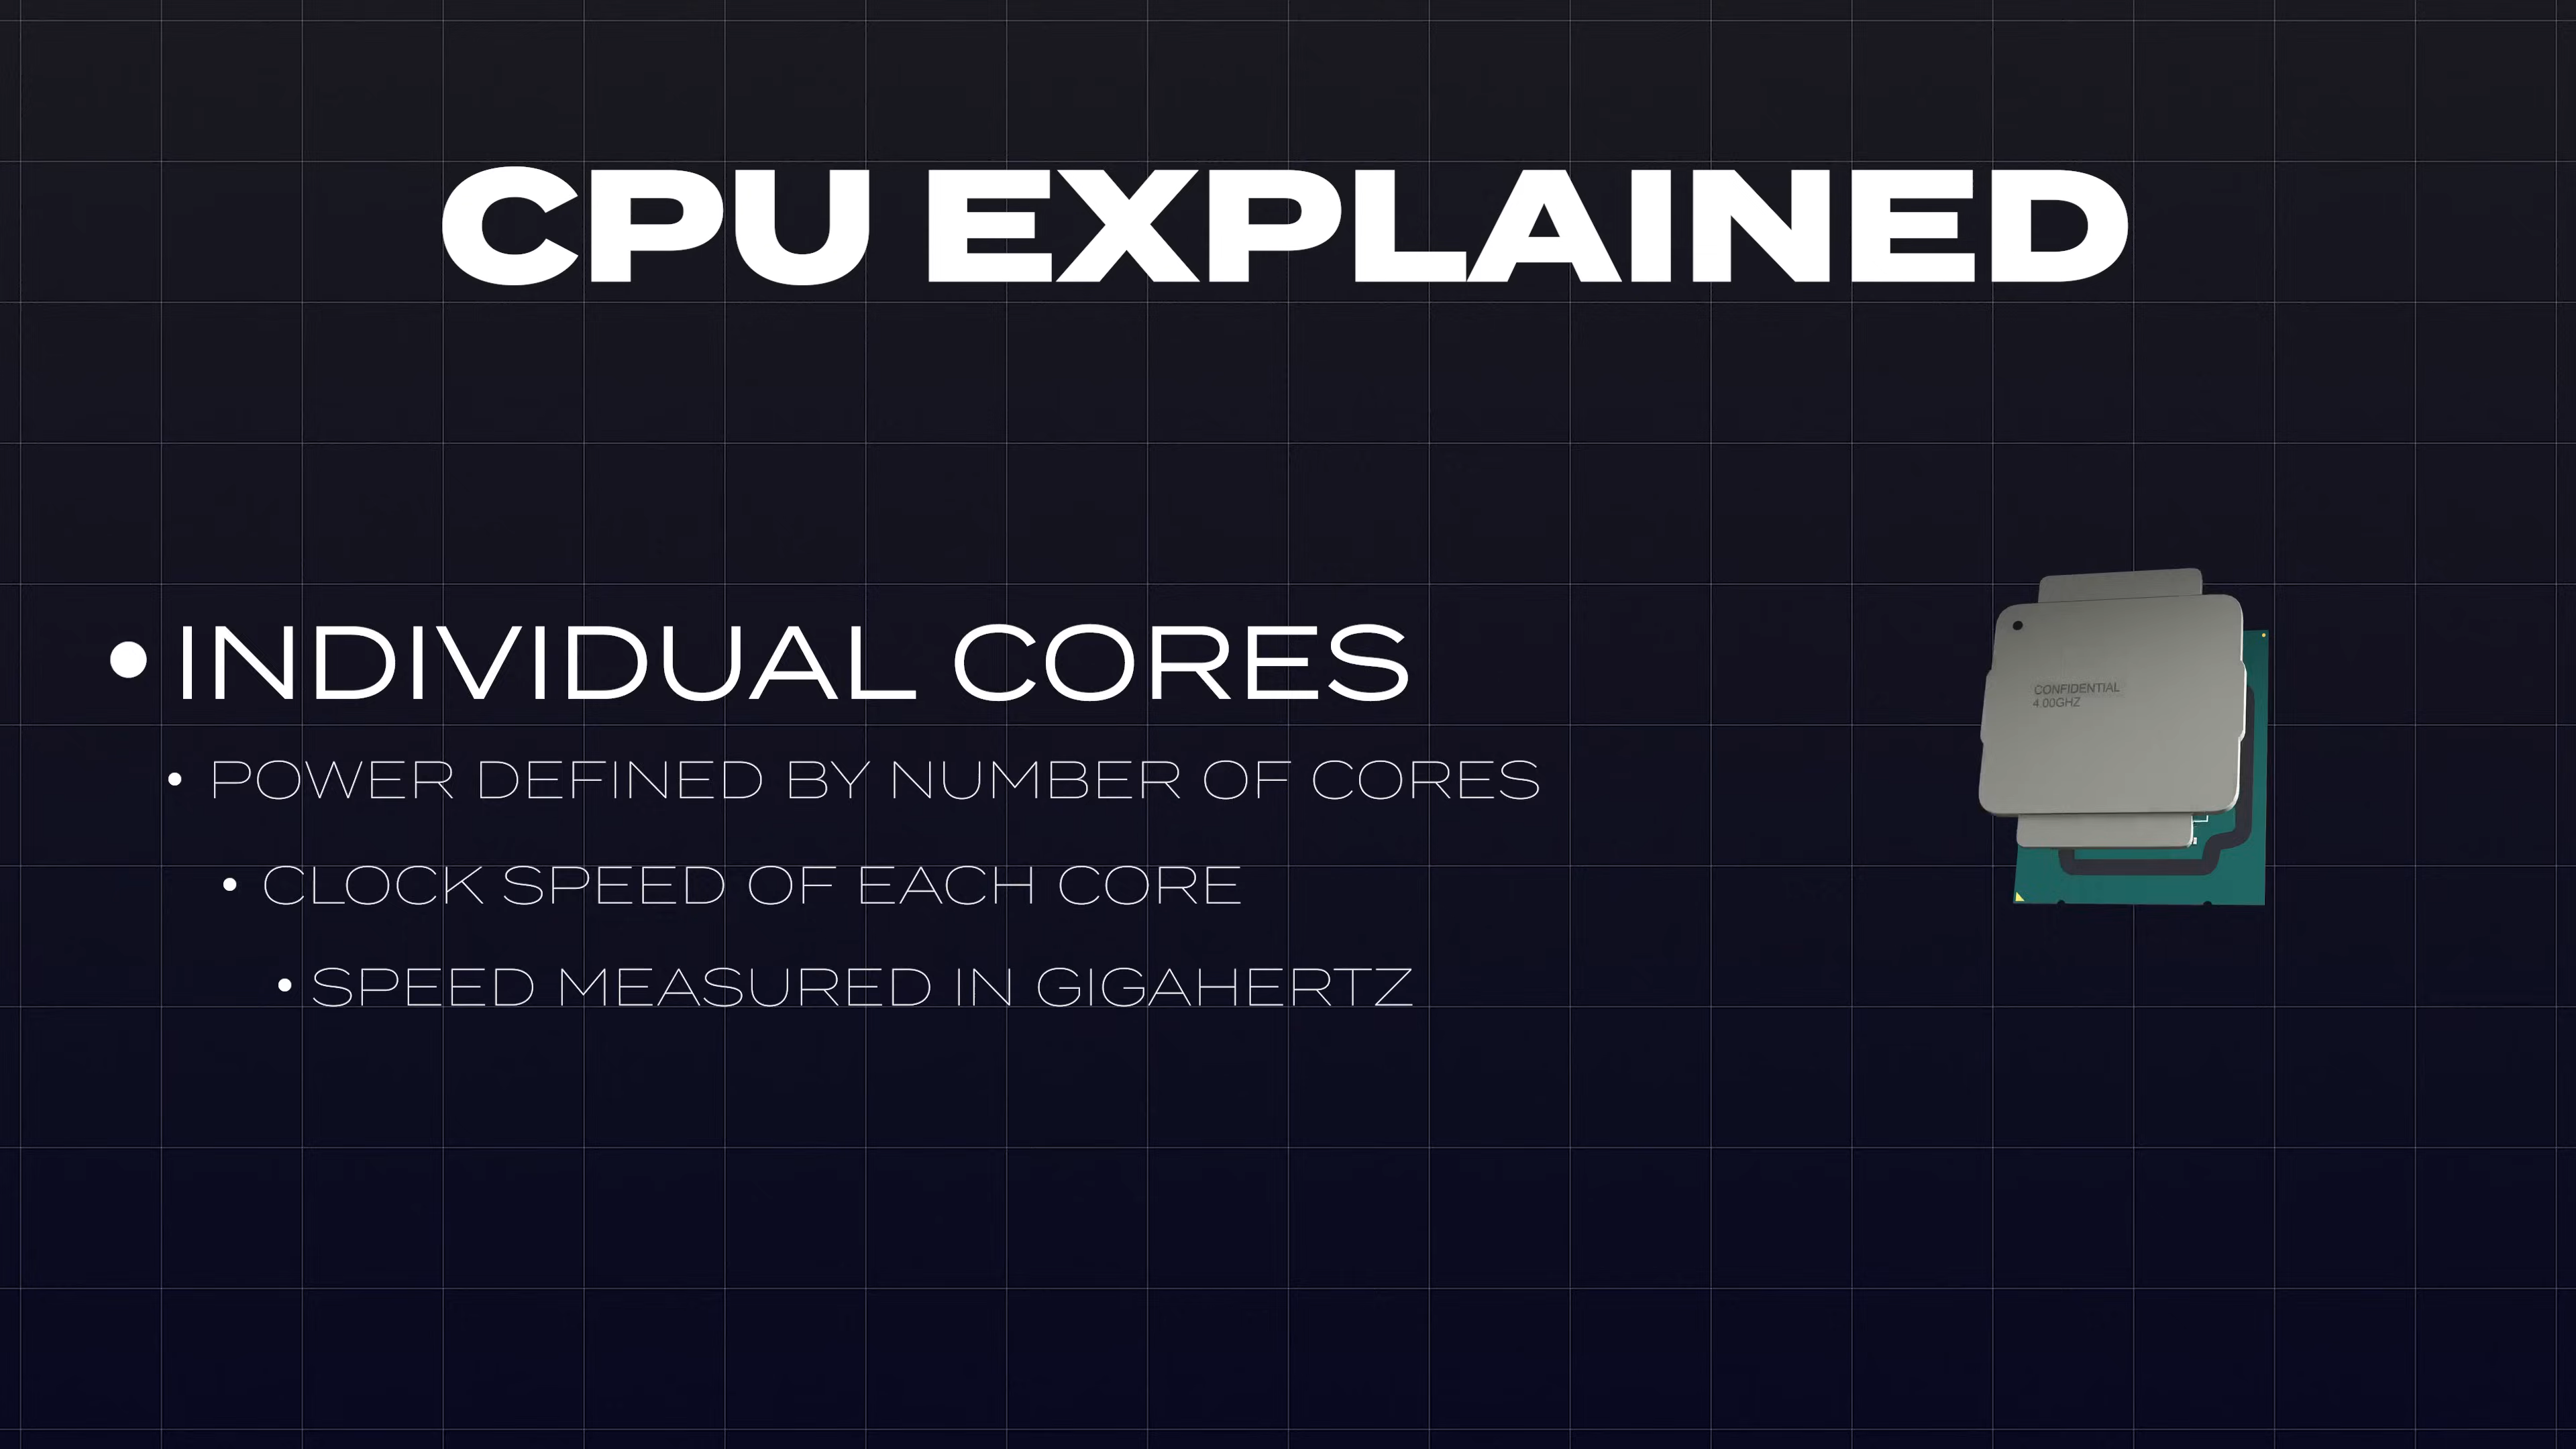 CPU EXPLAINED
• INDIVIDUAL CORES
• POWER DEFINED BY NUMBER OF CORES
• CLOCK SPEED OF EACH CORE
• SPEED MEASURED IN GIGAHERTZ
CONFIDENTIAL
4.00GHZ